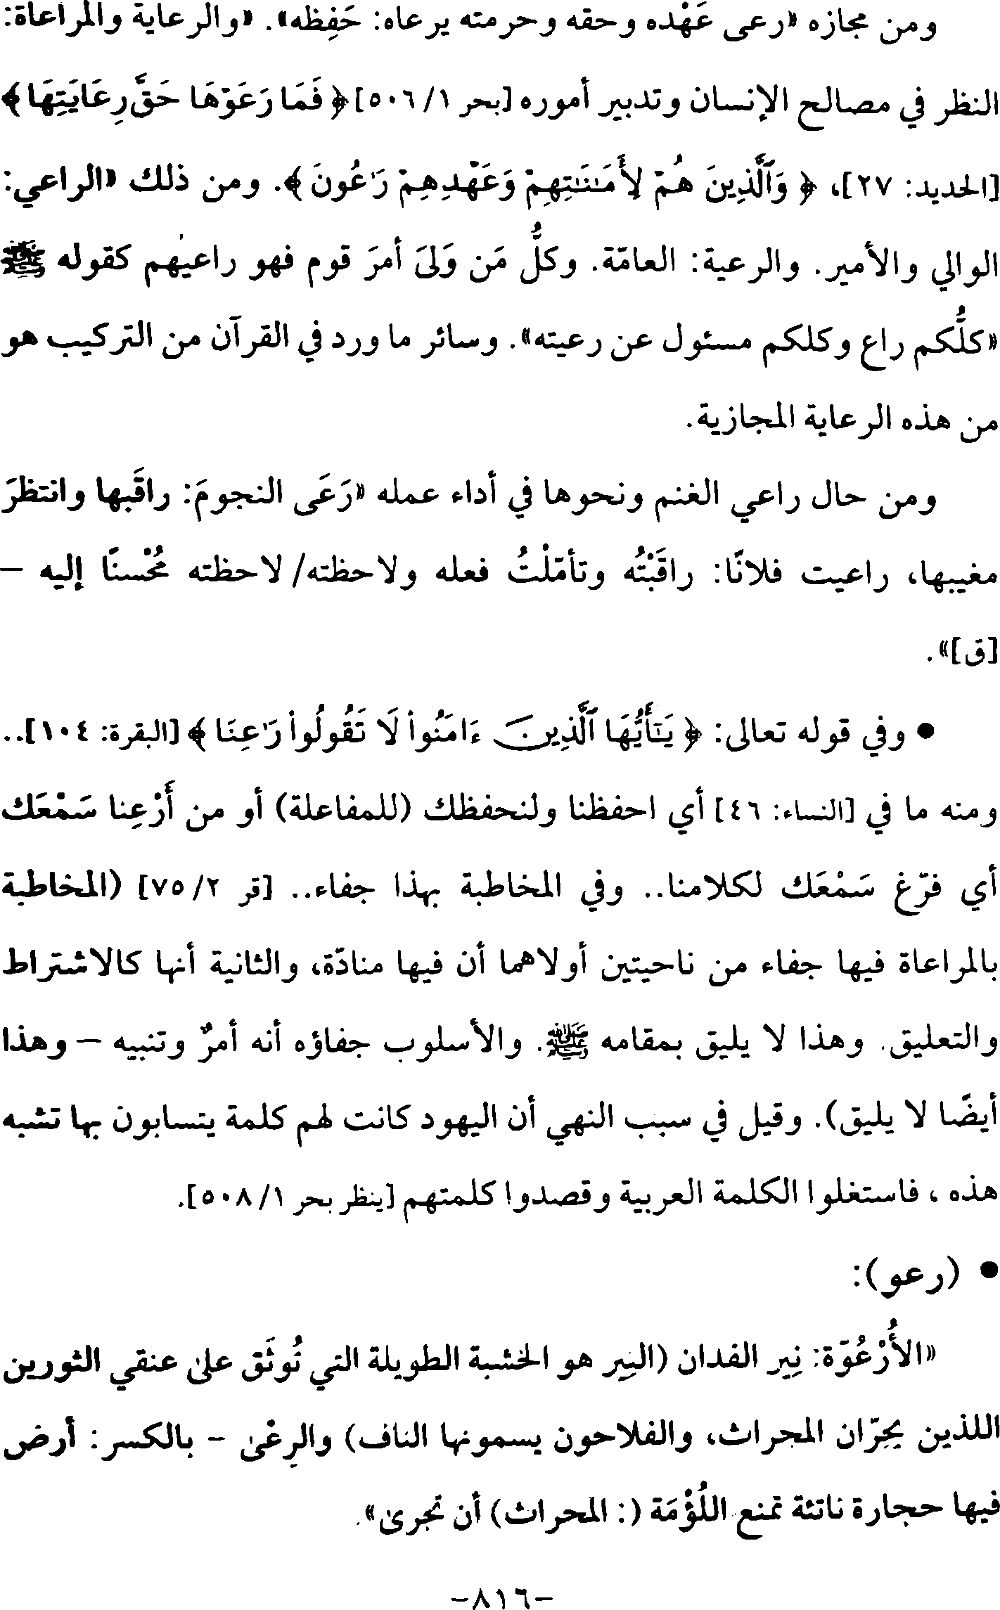 ومن مجازه «رعى عَهْده وحقه وحرمته يرعاه: حَفِظه». «والرعاية والمراعاة:
النظر في مصالح الإنسان وتدبير أموره [بحر ١/ ٥٠٦] ﴿ فَمَا رَعَوْهَا حَقَّ رِعَايَتِهَا ﴾
[الحديد: ٢٧]، ﴿ وَٱلَّذِينَ هُمْ لِأَمَٰنَٰتِهِمْ وَعَهْدِهِمْ رَٰعُونَ ﴾. ومن ذلك «الراعي:
الوالي والأمير. والرعية: العامّة. وكلُّ مَن وَلِىَ أمرَ قوم فهو راعيهم كقوله ﷺ
«كلُّكم راع وكلكم مسئول عن رعيته». وسائر ما ورد في القرآن من التركيب هو
من هذه الرعاية المجازية.
ومن حال راعي الغنم ونحوها في أداء عمله «رَعَى النجومَ: راقَبها وانتظرَ
مغيبها، راعيت فلانًا: راقَبْتُه وتأمّلْتُ فعله ولاحظته/ لاحظته مُحْسنًا إليه –
[ق]».
● وفي قوله تعالى: ﴿ يَٰٓأَيُّهَا ٱلَّذِينَ ءَامَنُوا۟ لَا تَقُولُوا۟ رَٰعِنَا ﴾ [البقرة: ١٠٤]..
ومنه ما في [النساء: ٤٦] أي احفظنا ولنحفظك (للمفاعلة) أو من أَرْعِنا سَمْعَك
أي فرّغ سَمْعَك لكلامنا.. وفي المخاطبة بهذا جفاء.. [قر ٢/ ٧٥] (المخاطبة
بالمراعاة فيها جفاء من ناحيتين أولاهما أن فيها منادّة، والثانية أنها كالاشتراط
والتعليق. وهذا لا يليق بمقامه ﷺ. والأسلوب جفاؤه أنه أمرٌ وتنبيه – وهذا
أيضًا لا يليق). وقيل في سبب النهي أن اليهود كانت لهم كلمة يتسابون بها تشبه
هذه ، فاستغلوا الكلمة العربية وقصدوا كلمتهم [ينظر بحر ١/ ٥٠٨].
● (رعو):
«الأُرْعُوّة: نِير الفدان (النِير هو الخشبة الطويلة التي تُوثَق على عنقي الثورين
اللذين يجرّان المحراث، والفلاحون يسمونها الناف) والرِعْىٰ – بالكسر: أرض
فيها حجارة ناتئة تمنع اللُؤْمَة (: المحراث) أن تجرىٰ».
-٨١٦-